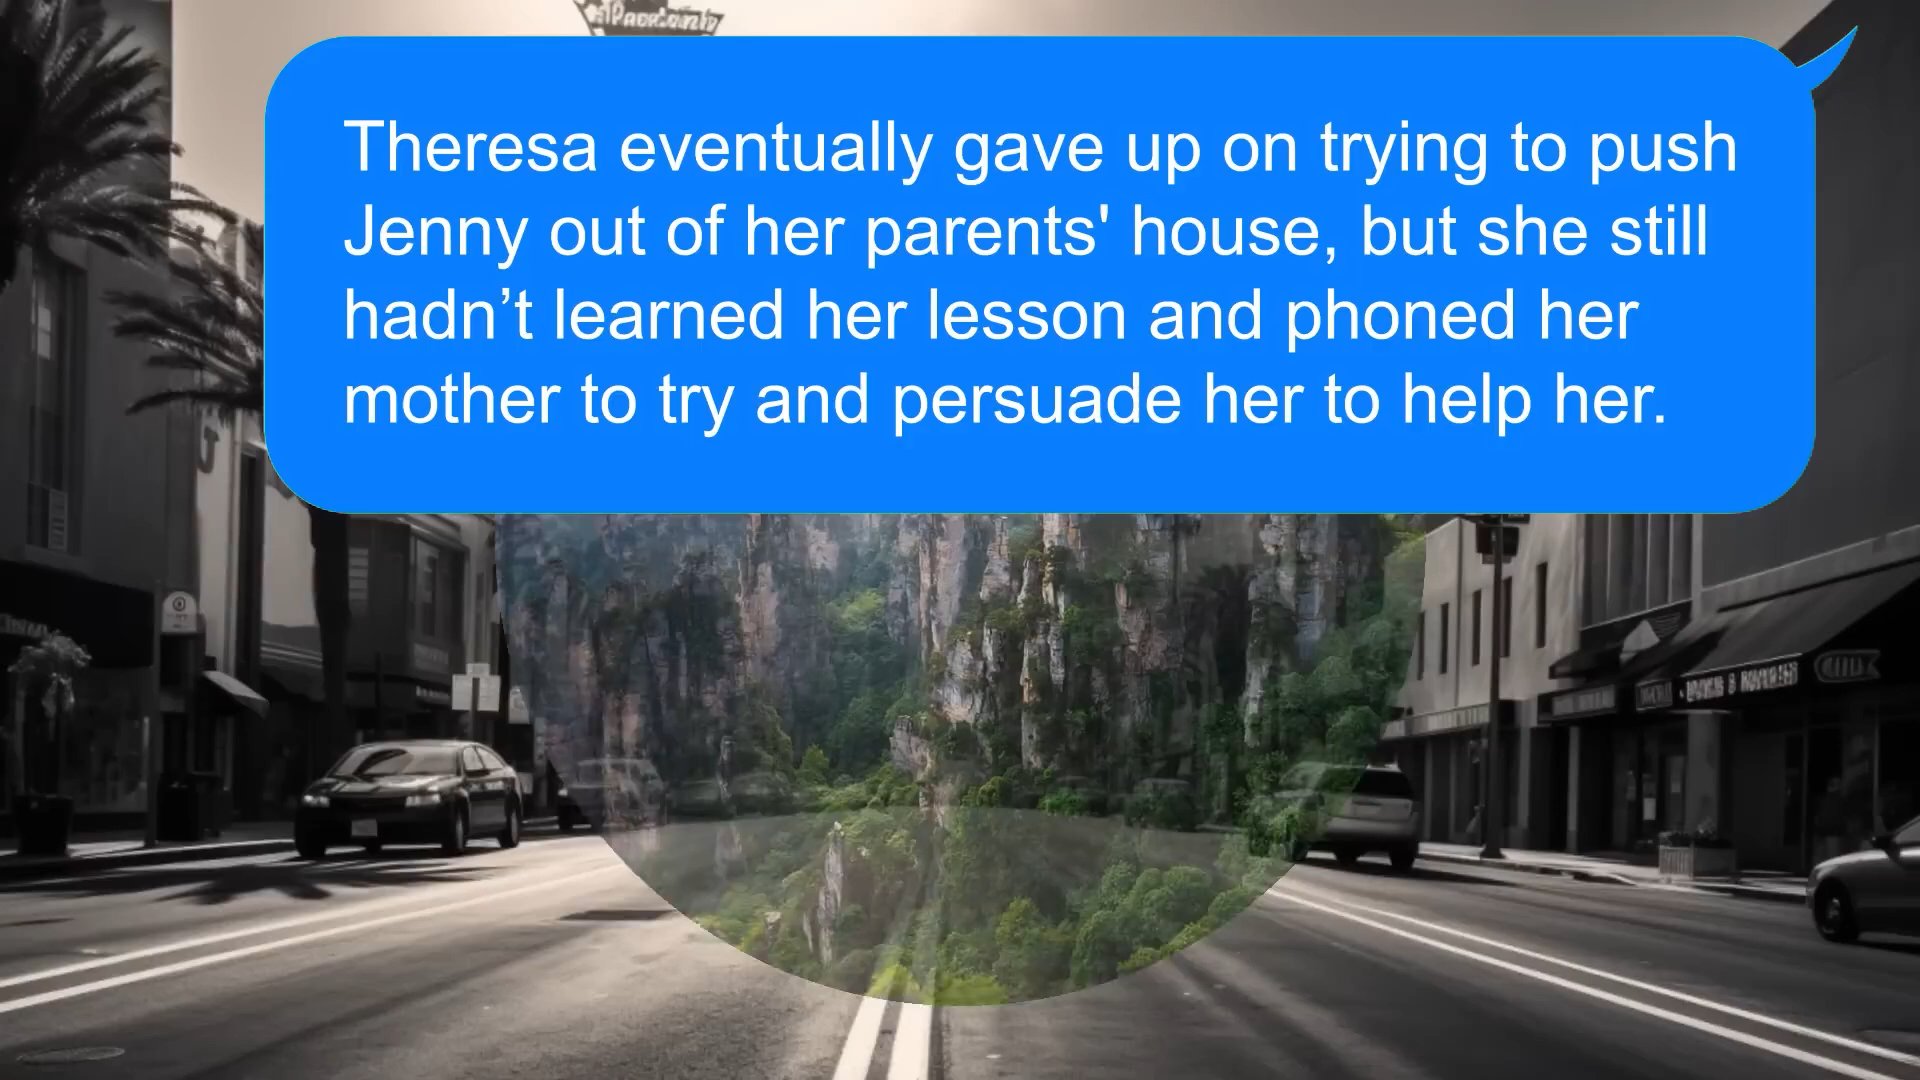 Theresa eventually gave up on trying to push
Jenny out of her parents' house, but she still
hadn’t learned her lesson and phoned her
mother to try and persuade her to help her.